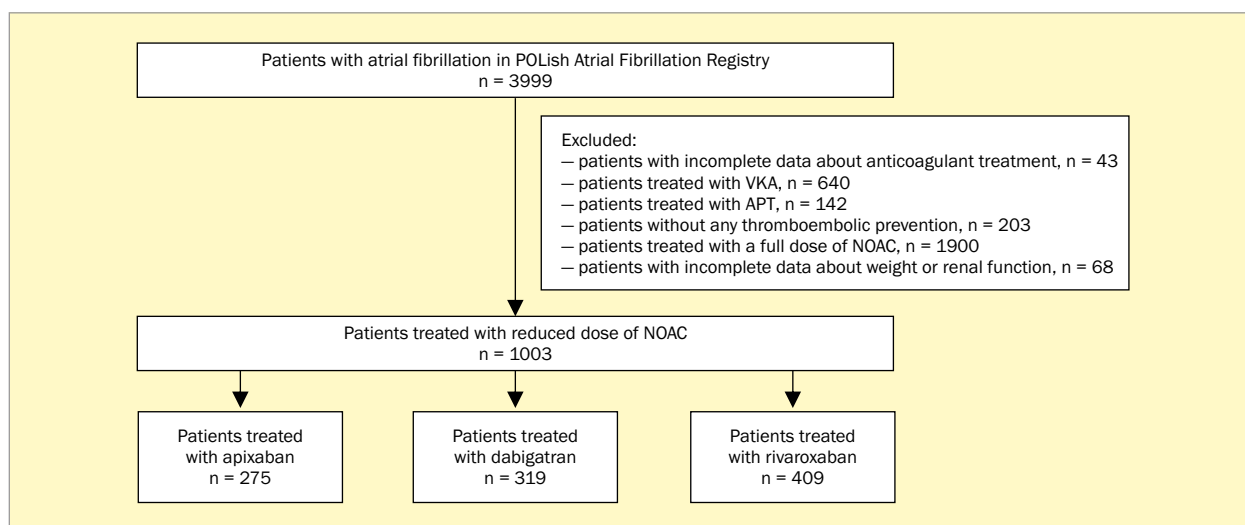 Patients with atrial fibrillation in POLish Atrial Fibrillation Registry
n = 3999
Excluded:
— patients with incomplete data about anticoagulant treatment, n = 43
— patients treated with VKA, n = 640
— patients treated with APT, n = 142
— patients without any thromboembolic prevention, n = 203
— patients treated with a full dose of NOAC, n = 1900
— patients with incomplete data about weight or renal function, n = 68
Patients treated with reduced dose of NOAC
n = 1003
Patients treated
with apixaban
n = 275
Patients treated
with dabigatran
n = 319
Patients treated
with rivaroxaban
n = 409